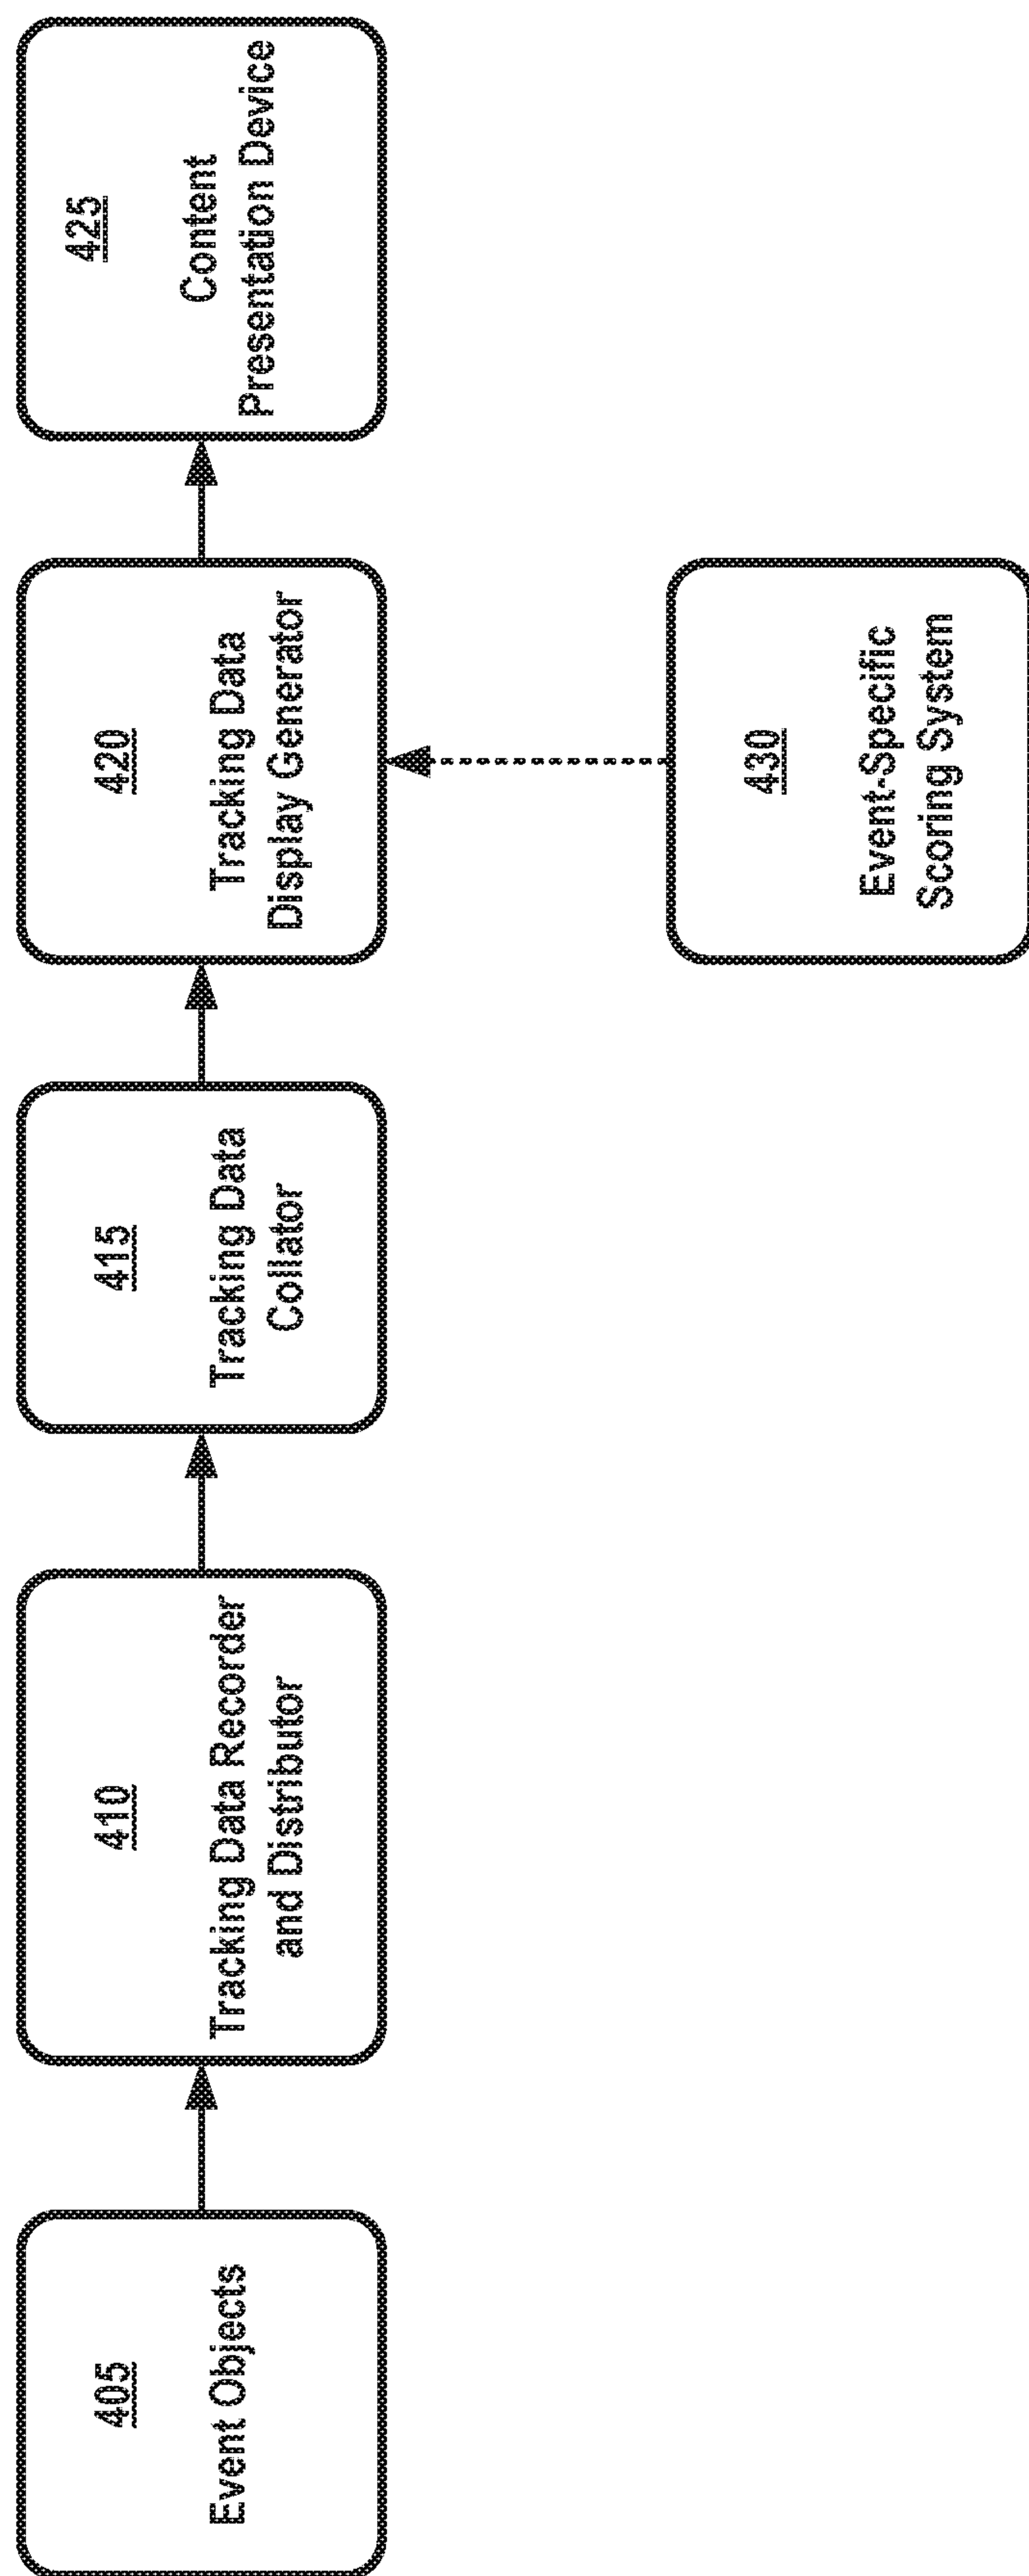 405
Event Objects
410
Tracking Data Recorder
and Distributor
415
Tracking Data
Collator
420
Tracking Data
Display Generator
425
Content
Presentation Device
430
Event-Specific
Scoring System